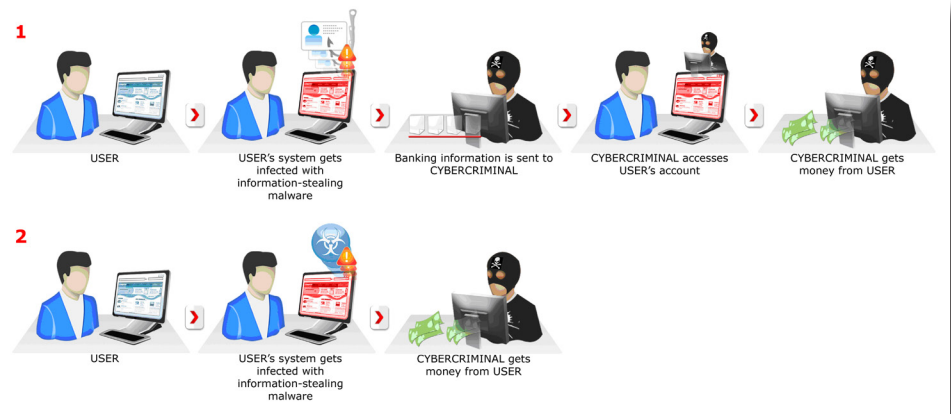 1
USER
USER’s system gets
infected with
information-stealing
malware
Banking information is sent to
CYBERCRIMINAL
CYBERCRIMINAL accesses
USER’s account
CYBERCRIMINAL gets
money from USER
2
USER
USER’s system gets
infected with
information-stealing
malware
CYBERCRIMINAL gets
money from USER